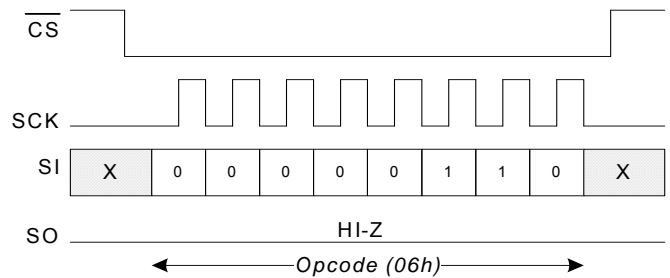 CS
SCK
SI X 0 0 0 0 0 1 1 0 X
SO HI-Z
Opcode (06h)